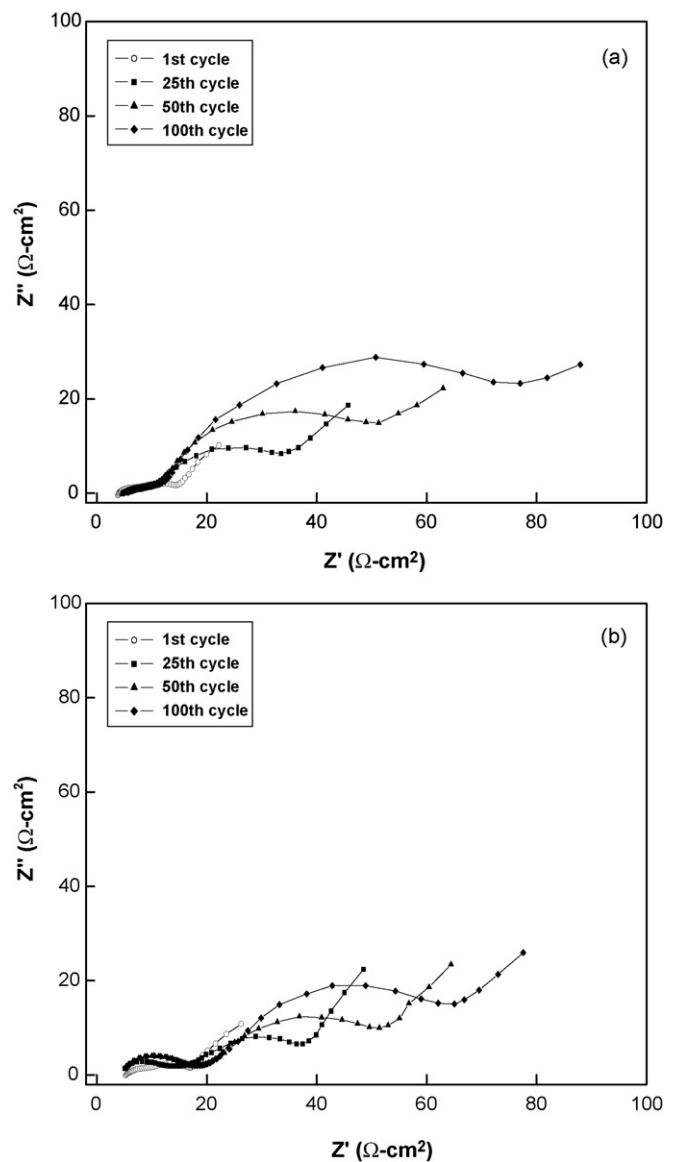 100
80
60
40
20
0
Z'' (Ω-cm²)
1st cycle
25th cycle
50th cycle
100th cycle
(a)
0 20 40 60 80 100
Z' (Ω-cm²)
100
80
60
40
20
0
Z'' (Ω-cm²)
1st cycle
25th cycle
50th cycle
100th cycle
(b)
0 20 40 60 80 100
Z' (Ω-cm²)